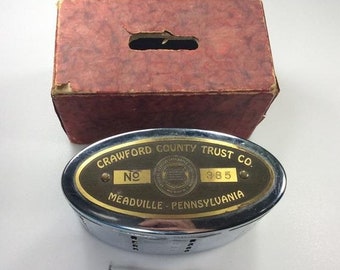 CRAWFORD COUNTY TRUST CO.
Nº 385
MEADVILLE - PENNSYLVANIA